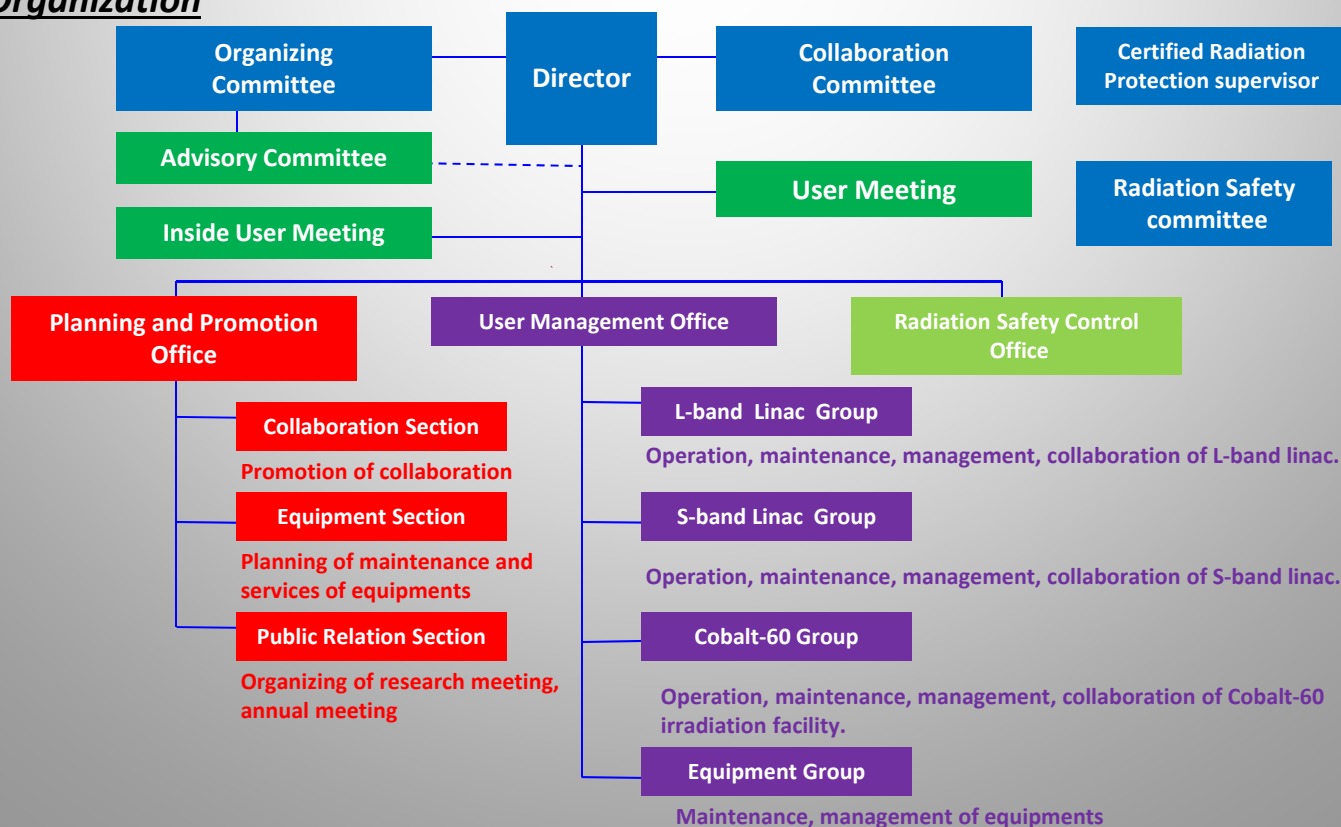 Organization
Organizing
Committee
Director
Collaboration
Committee
Certified Radiation
Protection supervisor
Advisory Committee
User Meeting
Radiation Safety
committee
Inside User Meeting
Planning and Promotion
Office
User Management Office
Radiation Safety Control
Office
Collaboration Section
Promotion of collaboration
Equipment Section
Planning of maintenance and
services of equipments
Public Relation Section
Organizing of research meeting,
annual meeting
L-band Linac Group
Operation, maintenance, management, collaboration of L-band linac.
S-band Linac Group
Operation, maintenance, management, collaboration of S-band linac.
Cobalt-60 Group
Operation, maintenance, management, collaboration of Cobalt-60
irradiation facility.
Equipment Group
Maintenance, management of equipments